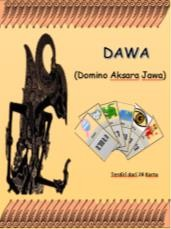 DAWA
(Domino Aksara Jawa)
Terdiri dari 28 Kartu